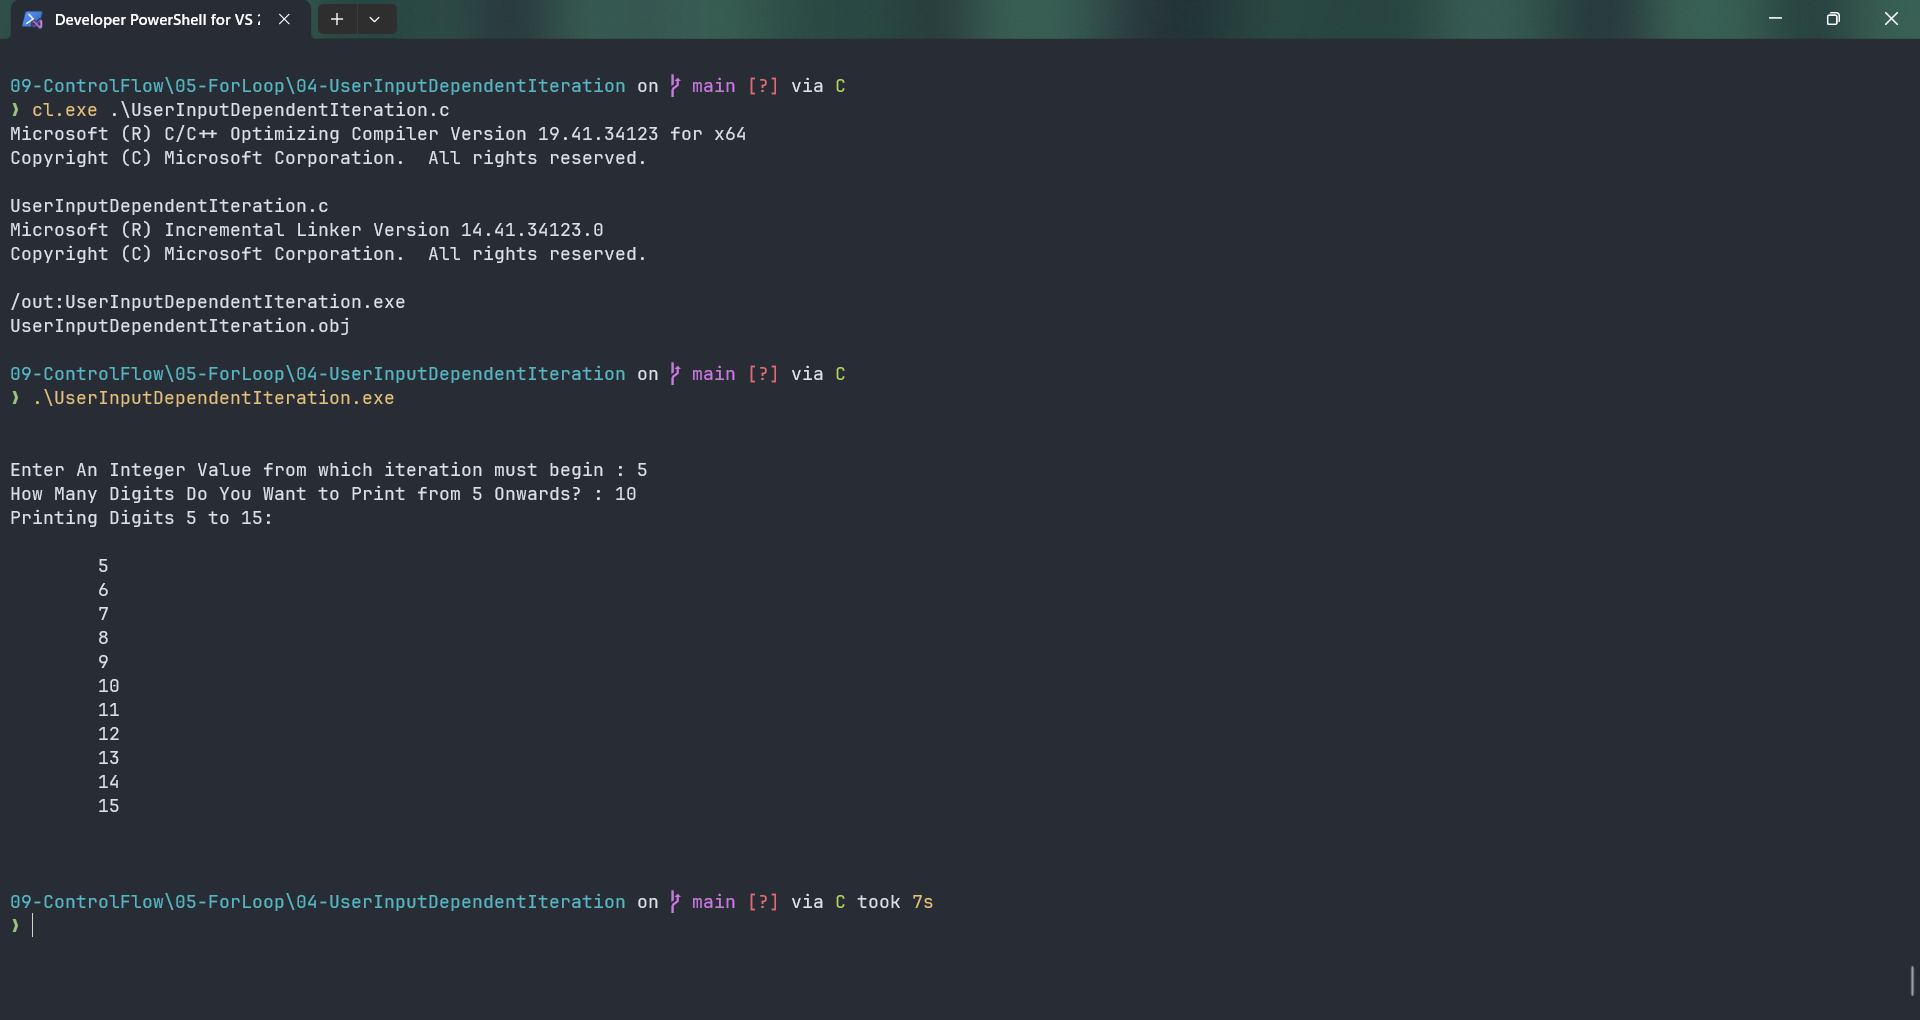 Developer PowerShell for VS 2
09-ControlFlow\05-ForLoop\04-UserInputDependentIteration on main [?] via C
❯ cl.exe .\UserInputDependentIteration.c
Microsoft (R) C/C++ Optimizing Compiler Version 19.41.34123 for x64
Copyright (C) Microsoft Corporation.  All rights reserved.
UserInputDependentIteration.c
Microsoft (R) Incremental Linker Version 14.41.34123.0
Copyright (C) Microsoft Corporation.  All rights reserved.
/out:UserInputDependentIteration.exe
UserInputDependentIteration.obj
09-ControlFlow\05-ForLoop\04-UserInputDependentIteration on main [?] via C
❯ .\UserInputDependentIteration.exe
Enter An Integer Value from which iteration must begin : 5
How Many Digits Do You Want to Print from 5 Onwards? : 10
Printing Digits 5 to 15:
5
6
7
8
9
10
11
12
13
14
15
09-ControlFlow\05-ForLoop\04-UserInputDependentIteration on main [?] via C took 7s
❯